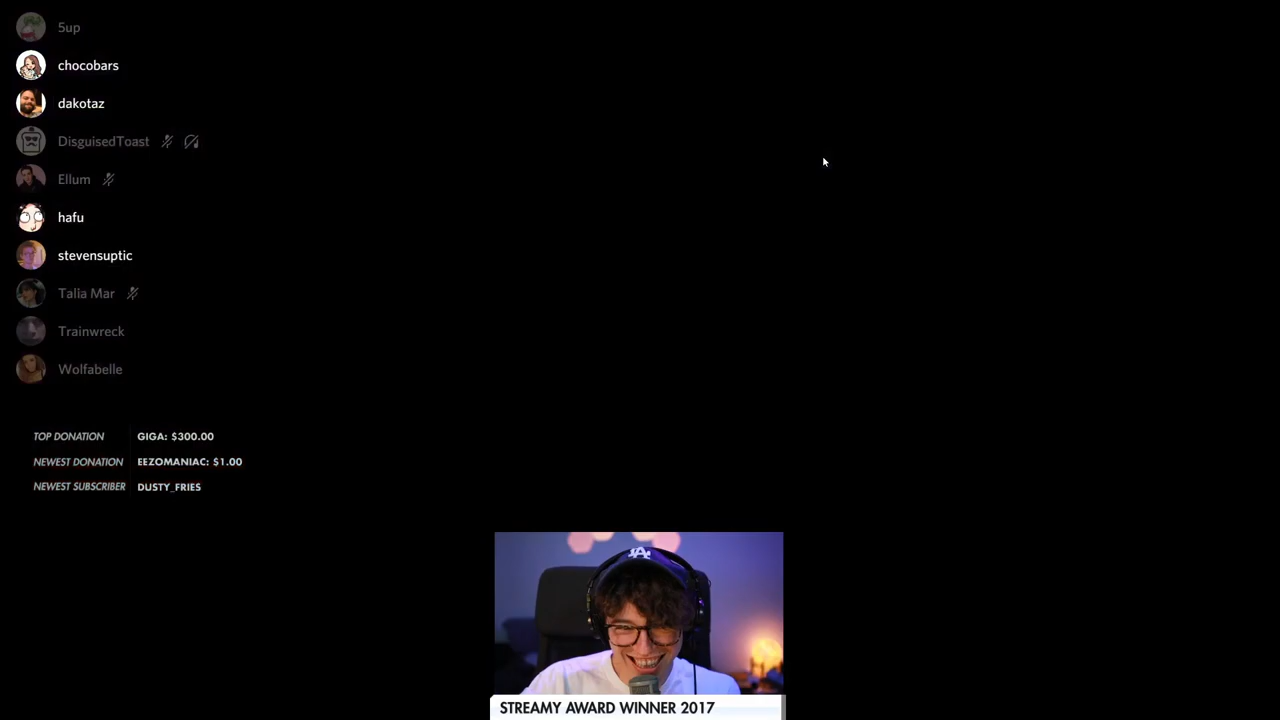 5up
chocobars
dakotaz
DisguisedToast
Ellum
hafu
stevensuptic
Talia Mar
Trainwreck
Wolfabelle
TOP DONATION GIGA: $300.00
NEWEST DONATION EEZOMANIAC: $1.00
NEWEST SUBSCRIBER DUSTY_FRIES
LA
STREAMY AWARD WINNER 2017